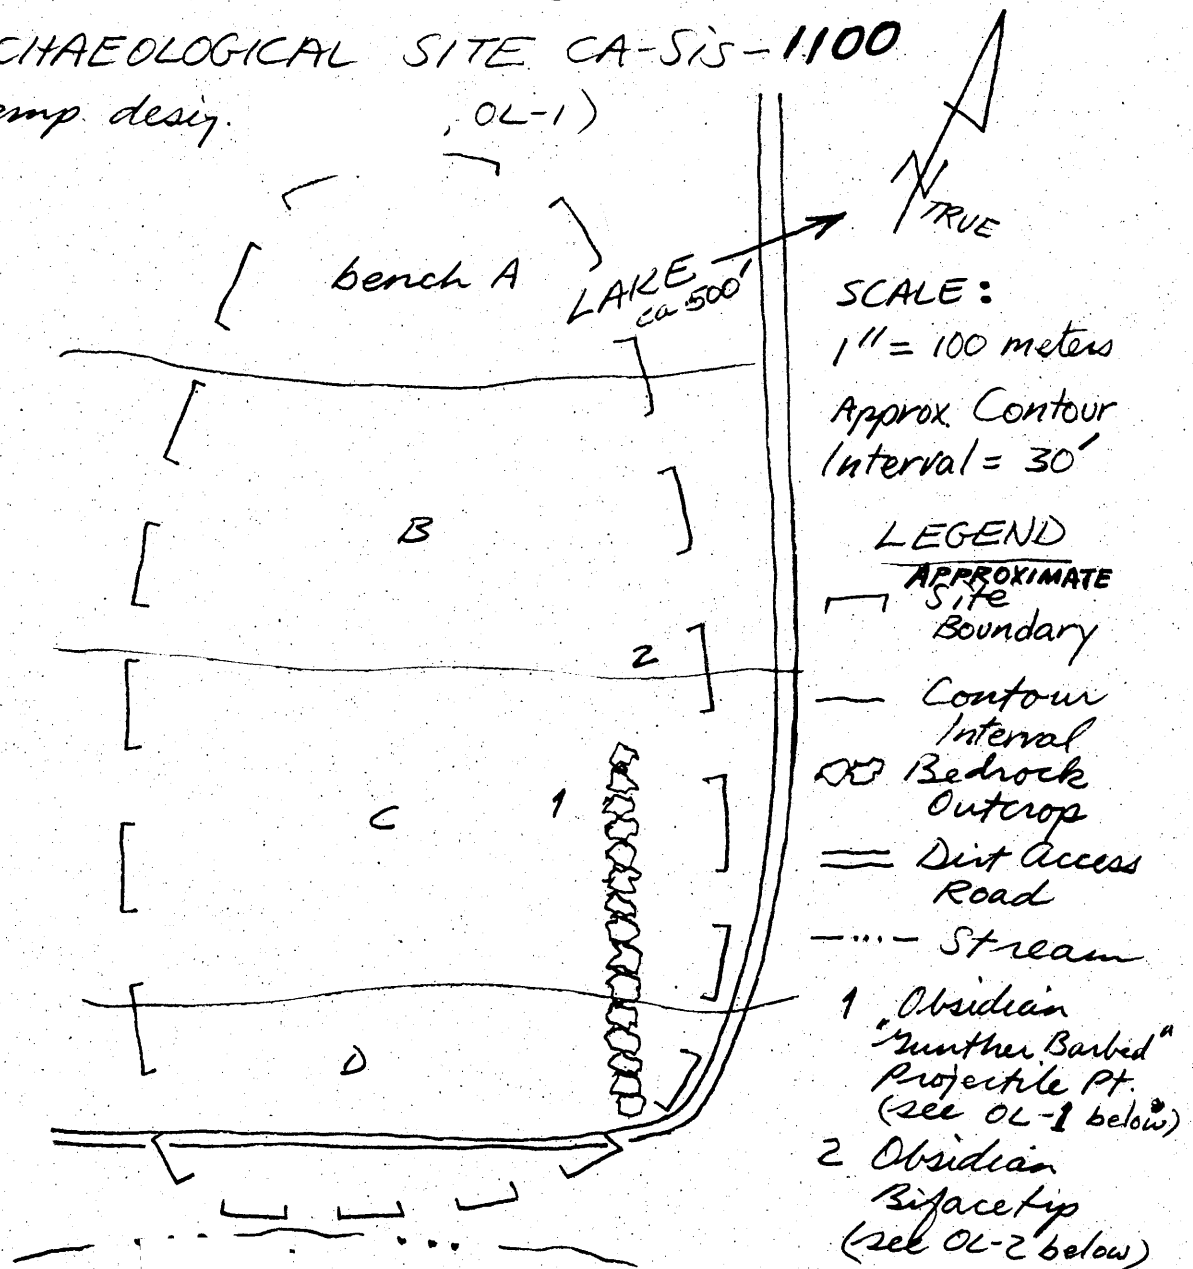 CHAEOLOGICAL SITE CA-Sis-1100
emp. desig. , OL-1)
TRUE
bench A
LAKE
ca 500'
SCALE:
1" = 100 meters
Approx. Contour
Interval = 30'
B
LEGEND
APPROXIMATE
Site
Boundary
2
Contour
Interval
Bedrock
Outcrop
1
C
Dirt Access
Road
Stream
D
1 Obsidian
"Gunther Barbed"
Projectile Pt.
(see OL-1 below)
2 Obsidian
Biface tip
(see OL-2 below)